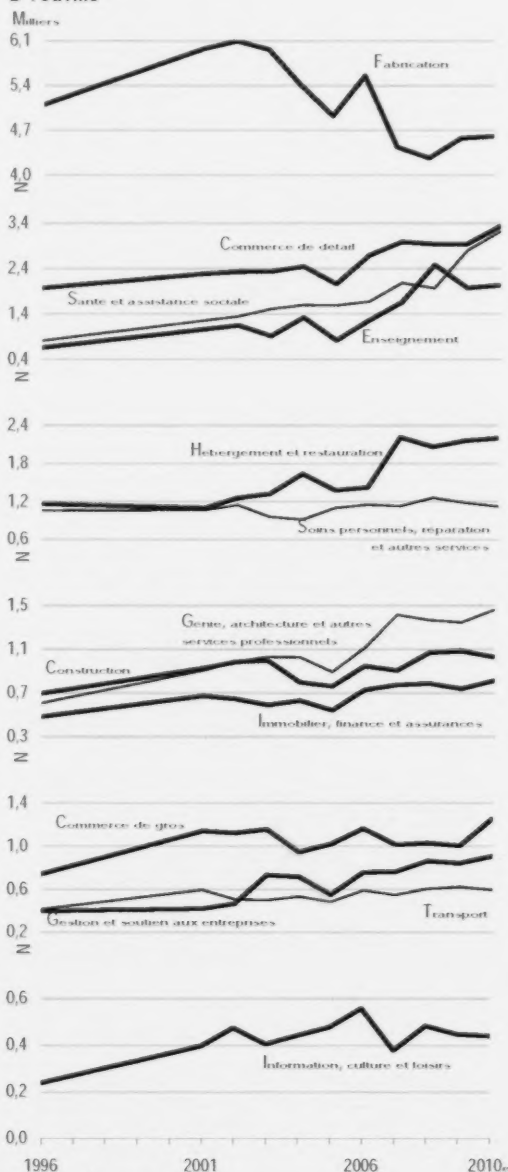 Milliers
6,1
Fabrication
5,4
4,7
4,0
N
3,4
Commerce de détail
2,4
Santé et assistance sociale
1,4
Enseignement
0,4
N
2,4
Hébergement et restauration
1,8
1,2
Soins personnels, réparation
et autres services
0,6
1,5
Génie, architecture et autres
services professionnels
1,1
Construction
0,7
Immobilier, finance et assurances
0,3
N
1,4
Commerce de gros
1,0
0,6
Gestion et soutien aux entreprises
Transport
0,2
N
0,6
0,4
Information, culture et loisirs
0,2
0,0
1996 2001 2006 2010